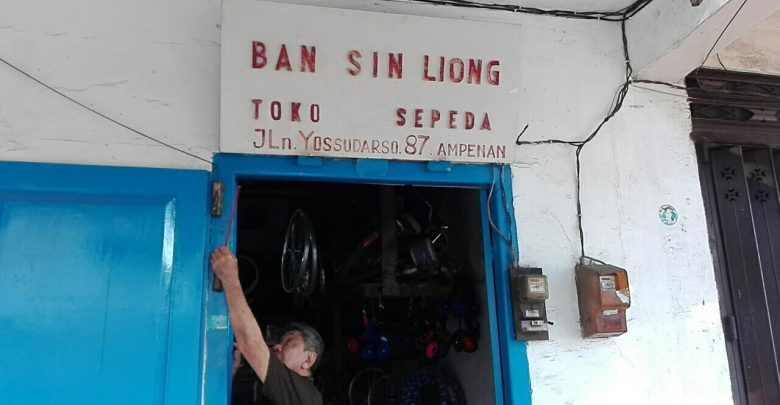 BAN SIN LIONG
TOKO SEPEDA
JLn. YOSSUDARSO. 87. AMPENAN